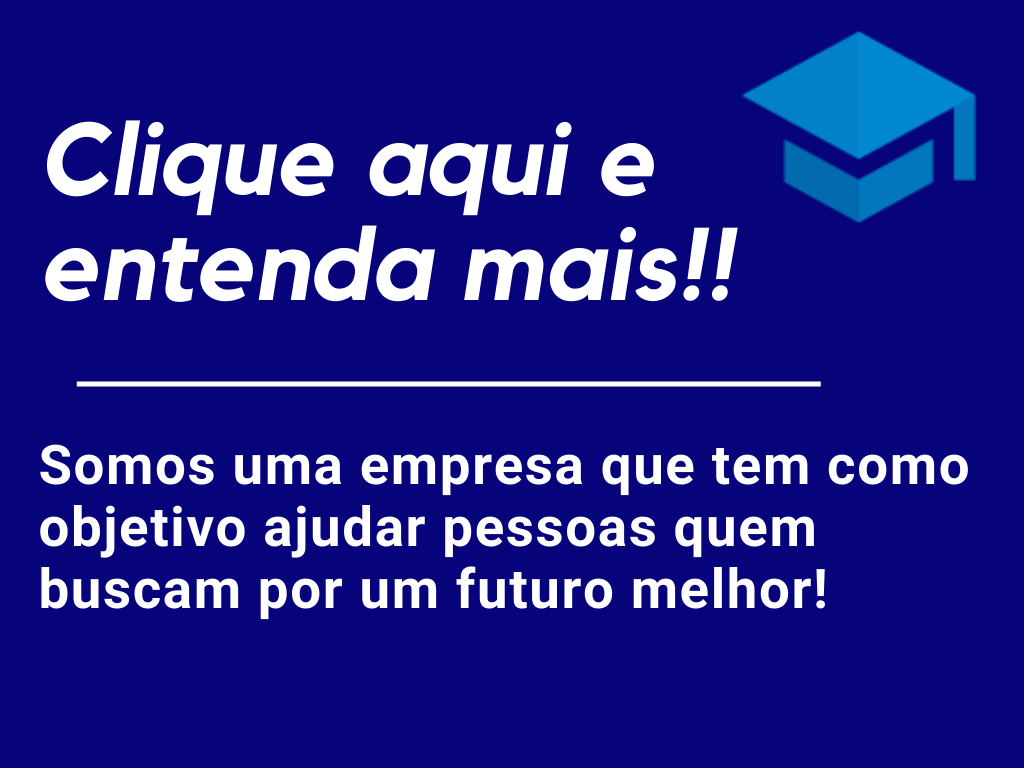 Clique aqui e
entenda mais!!
Somos uma empresa que tem como
objetivo ajudar pessoas quem
buscam por um futuro melhor!